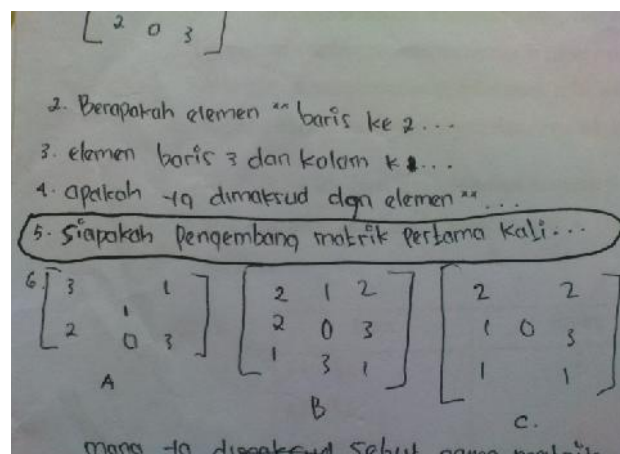 2 0 3
2. Berapakah elemen "" baris ke 2...
3. elemen baris 3 dan kolom k
4. apakah yg dimaksud dgn elemen ""...
5. Siapakah Pengembang matrik Pertama kali...
6. 3 1 2 1 2 2 2
1 2 0 3 1 0 3
2 0 3 1 3 1 1 1
A B C.
mana yg